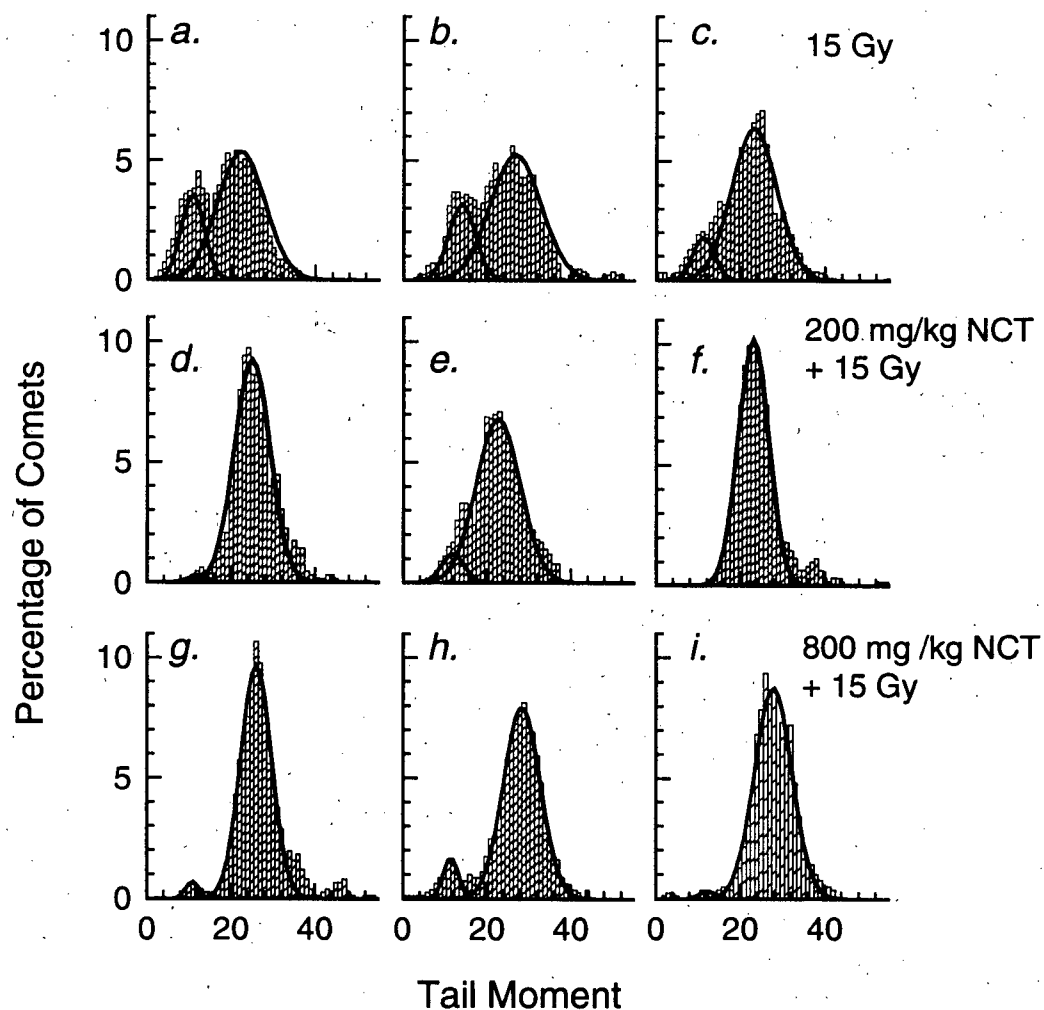 a.
b.
c.
15 Gy
10
5
0
d.
e.
f.
200 mg/kg NCT
+ 15 Gy
10
5
0
g.
h.
i.
800 mg /kg NCT
+ 15 Gy
10
5
0
0 20 40
0 20 40
0 20 40
Percentage of Comets
Tail Moment